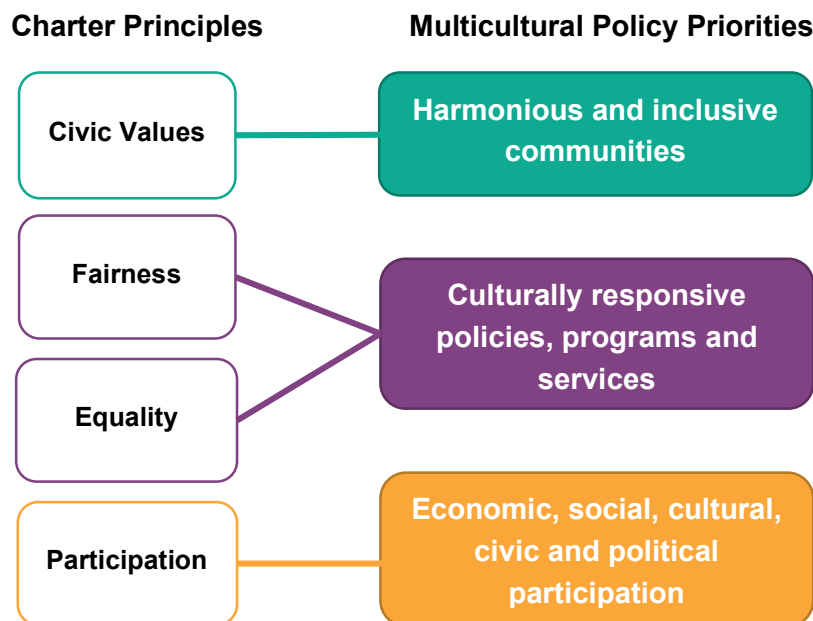 Charter Principles
Multicultural Policy Priorities
Civic Values
Harmonious and inclusive
communities
Fairness
Equality
Culturally responsive
policies, programs and
services
Participation
Economic, social, cultural,
civic and political
participation